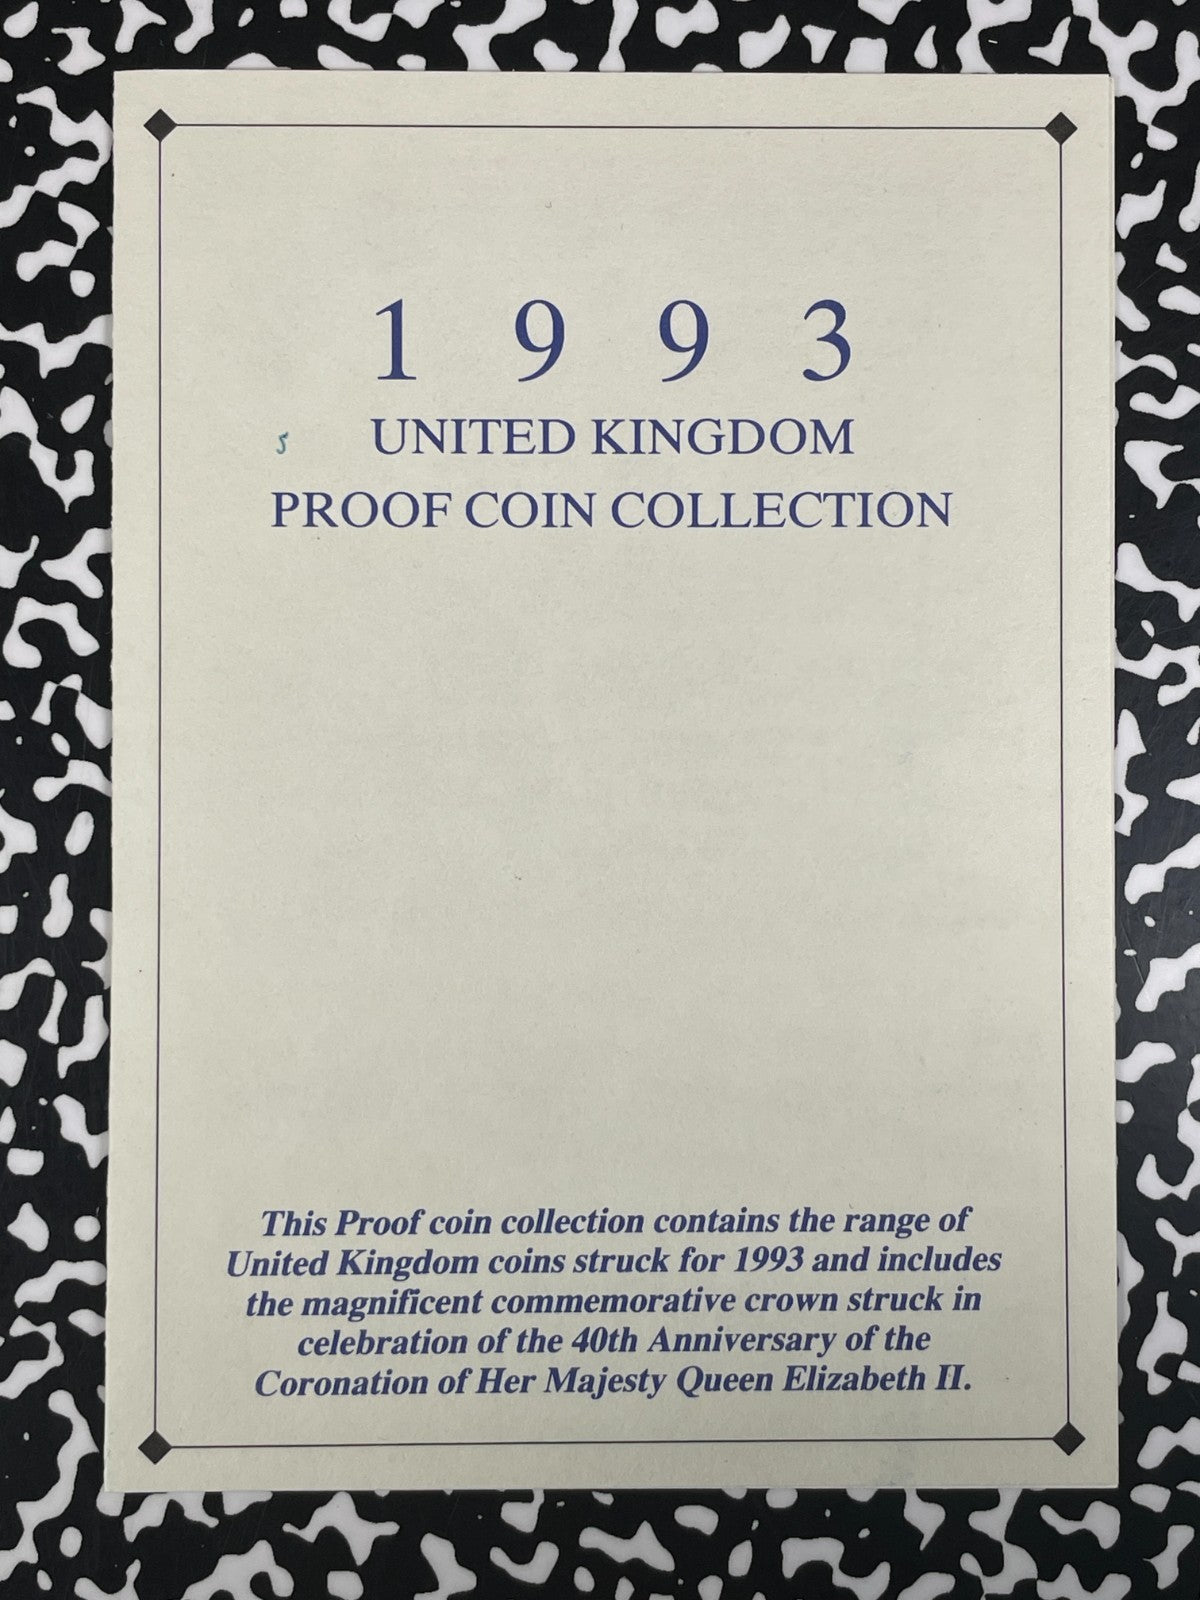 1 9 9 3
5
UNITED KINGDOM
PROOF COIN COLLECTION
This Proof coin collection contains the range of
United Kingdom coins struck for 1993 and includes
the magnificent commemorative crown struck in
celebration of the 40th Anniversary of the
Coronation of Her Majesty Queen Elizabeth II.